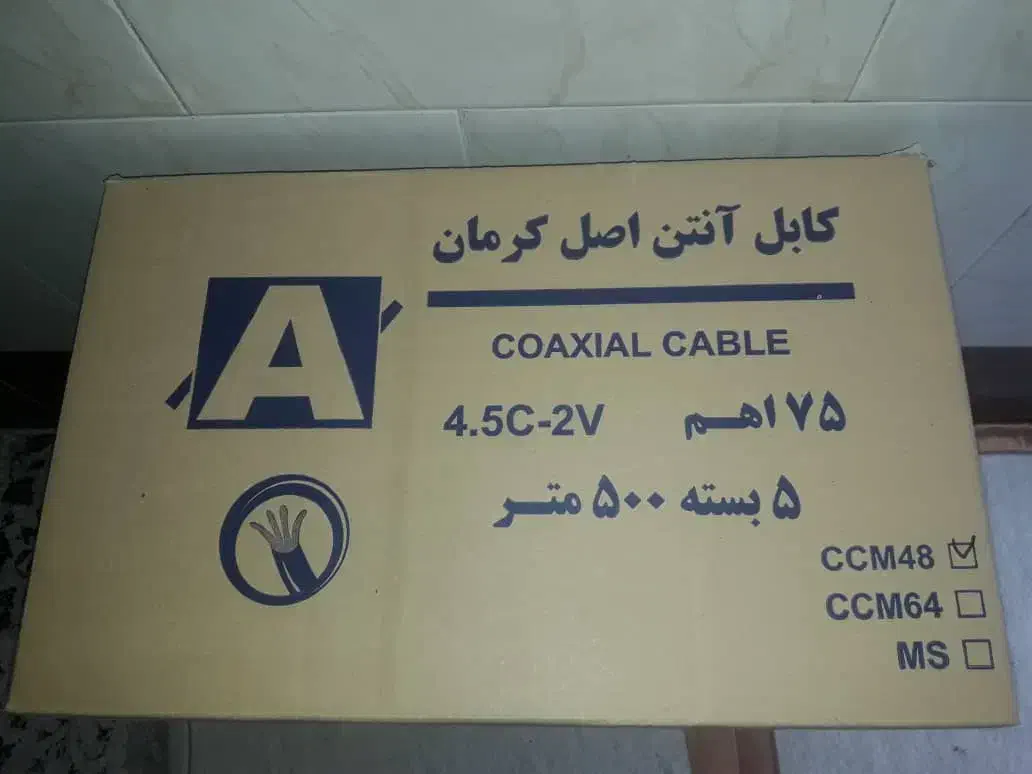 کابل آنتن اصل کرمان
A
COAXIAL CABLE
4.5C-2V ۷۵ اهم
۵ بسته ۵۰۰ متر
CCM48
CCM64
MS